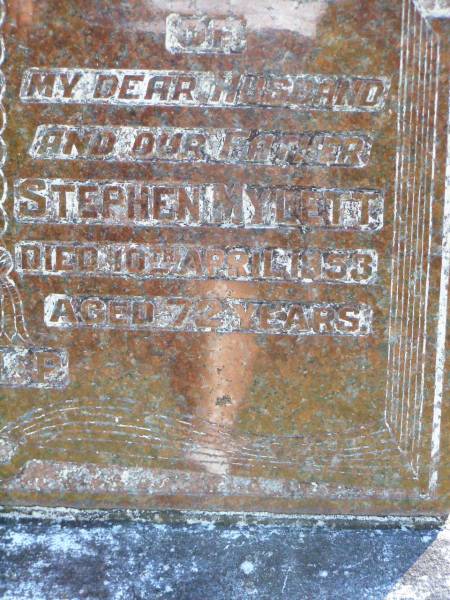 OF
MY DEAR HUSBAND
AND OUR FATHER
STEPHEN MYLETT
DIED 10TH APRIL 1953
AGED 72 YEARS.